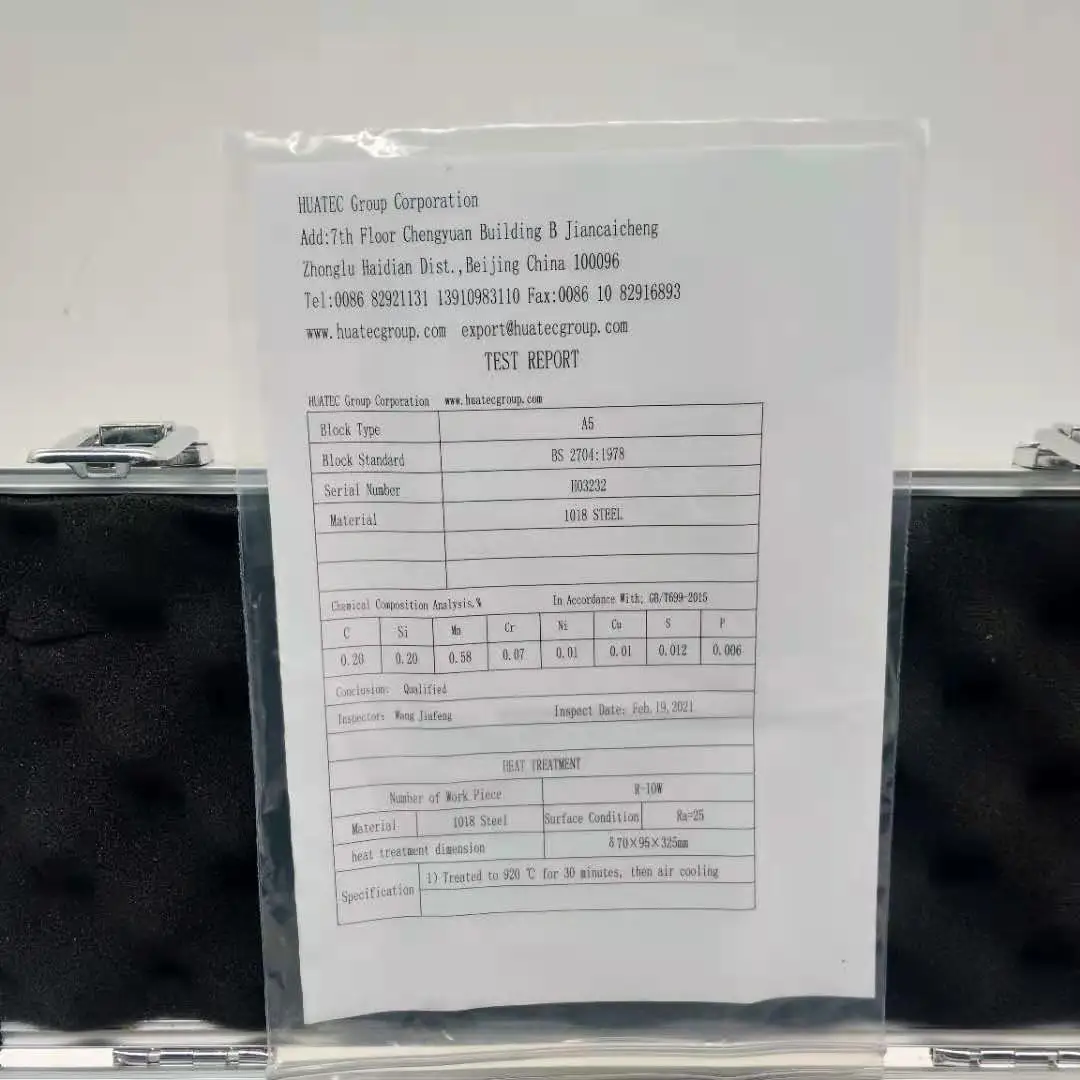 HUATEC Group Corporation
Add:7th Floor Chengyuan Building B Jiancaicheng
Zhonglu Haidian Dist.,Beijing China 100096
Tel:0086 82921131 13910983110 Fax:0086 10 82916893
www.huatecgroup.com export@huatecgroup.com
TEST REPORT
HUATEC Group Corporation www.huatecgroup.com
Block Type A5
Block Standard BS 2704:1978
Serial Number H03232
Material 1018 STEEL
Chemical Composition Analysis,% In Accordance With: GB/T699-2015
C Si Mn Cr Ni Cu S P
0.20 0.20 0.58 0.07 0.01 0.01 0.012 0.006
Conclusion: Qualified
Inspector: Wang Jiafeng Inspect Date: Feb.19,2021
HEAT TREATMENT
Number of Work Piece R-10W
Material 1018 Steel Surface Condition Ra=25
heat treatment dimension δ70×95×325mm
Specification 1) Treated to 920 ℃ for 30 minutes, then air cooling